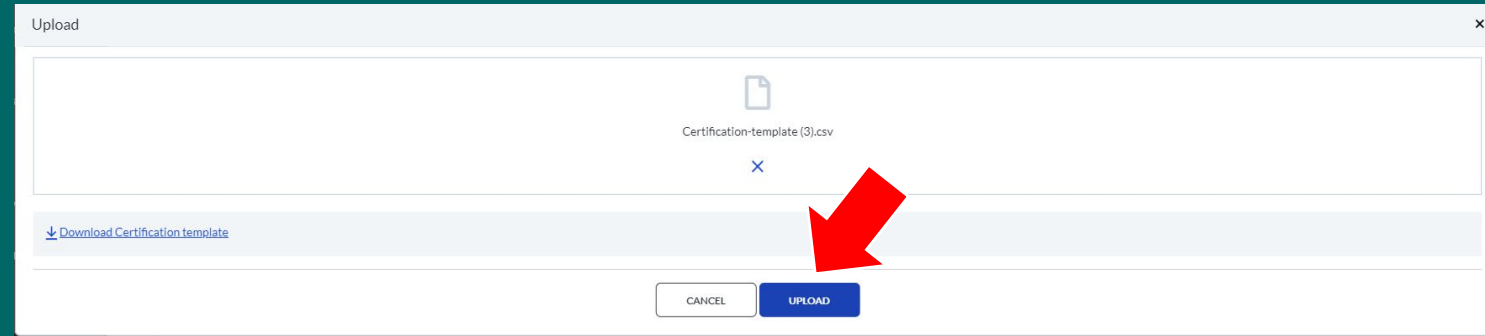 Upload
Certification-template (3).csv
Download Certification template
CANCEL
UPLOAD